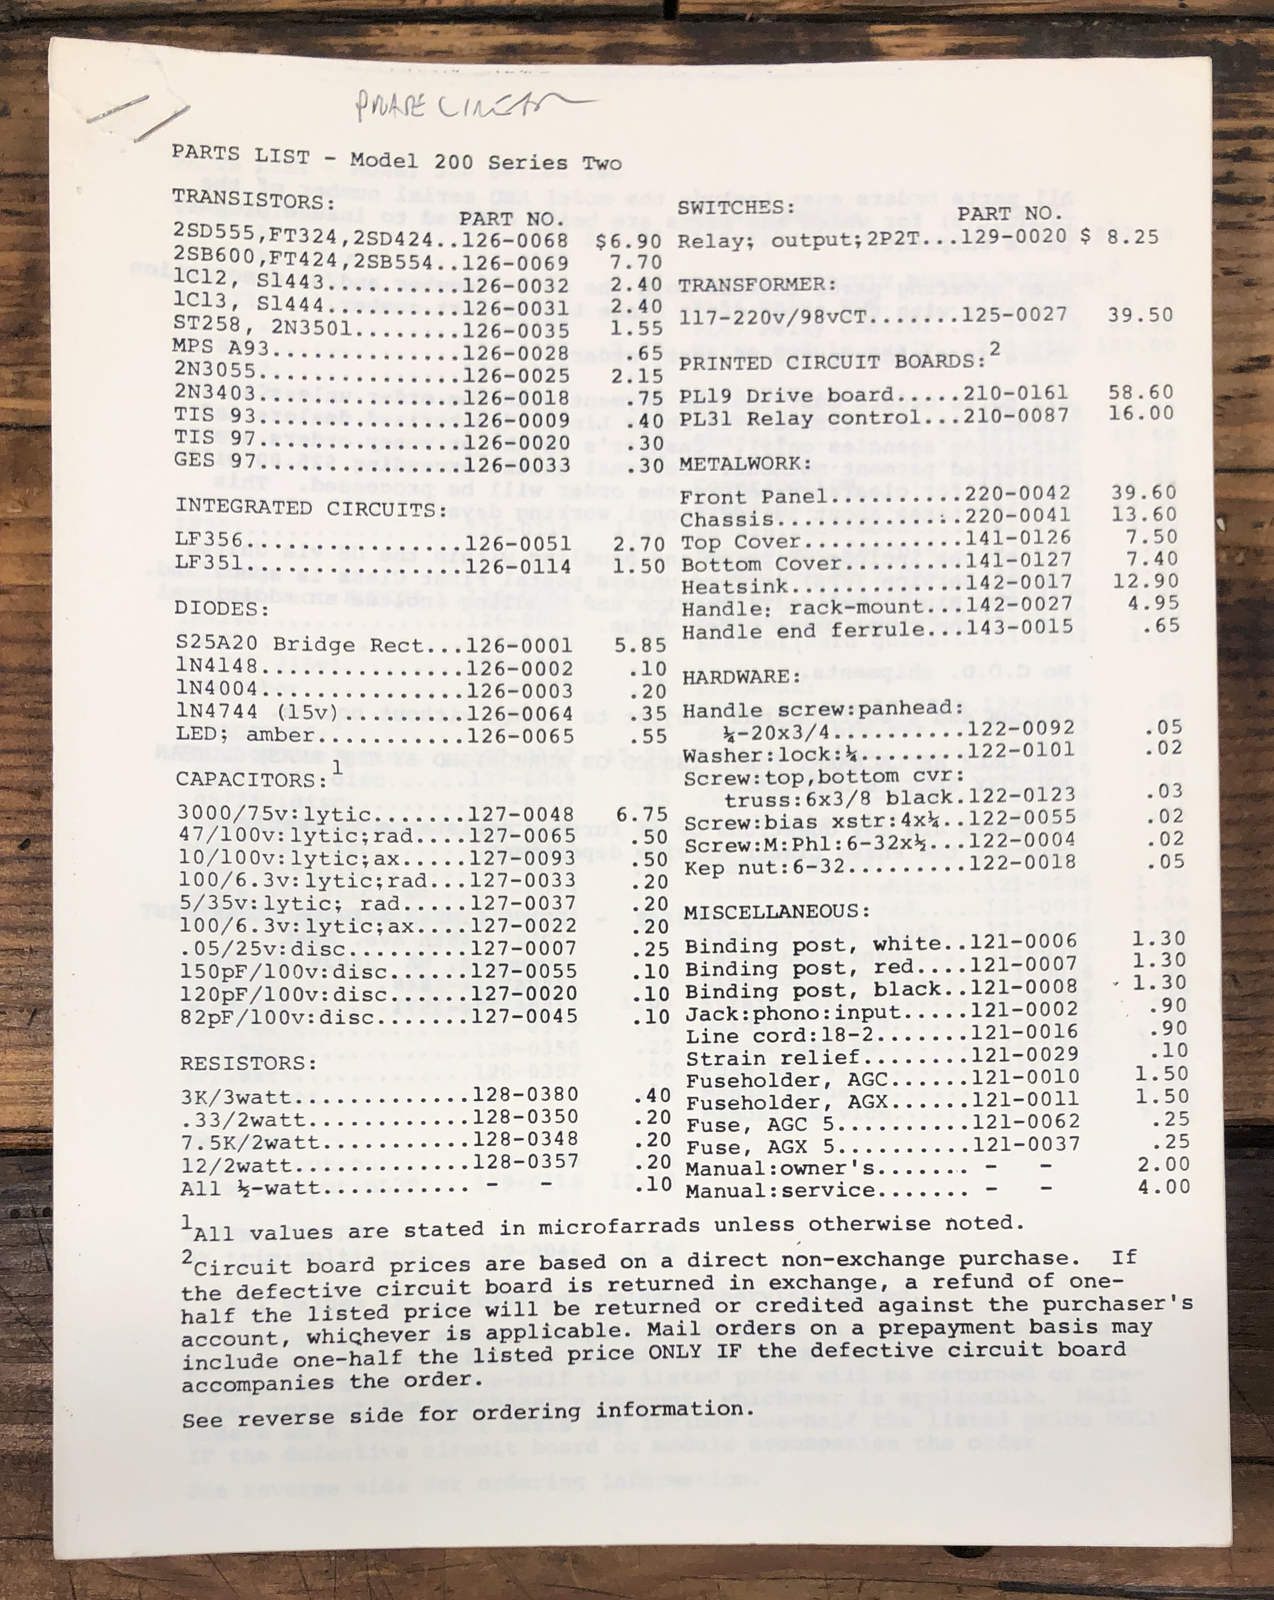 PHASE LINEAR
PARTS LIST - Model 200 Series Two
TRANSISTORS:
PART NO.
2SD555,FT324,2SD424..126-0068 $6.90
2SB600,FT424,2SB554..126-0069 7.70
1C12, S1443..........126-0032 2.40
1C13, S1444..........126-0031 2.40
ST258, 2N3501........126-0035 1.55
MPS A93..............126-0028 .65
2N3055...............126-0025 2.15
2N3403...............126-0018 .75
TIS 93...............126-0009 .40
TIS 97...............126-0020 .30
GES 97...............126-0033 .30
INTEGRATED CIRCUITS:
LF356................126-0051 2.70
LF351................126-0114 1.50
DIODES:
S25A20 Bridge Rect...126-0001 5.85
1N4148...............126-0002 .10
1N4004...............126-0003 .20
1N4744 (15v).........126-0064 .35
LED; amber...........126-0065 .55
CAPACITORS:1
3000/75v:lytic.......127-0048 6.75
47/100v:lytic;rad....127-0065 .50
10/100v:lytic;ax.....127-0093 .50
100/6.3v:lytic;rad...127-0033 .20
5/35v:lytic; rad.....127-0037 .20
100/6.3v:lytic;ax....127-0022 .20
.05/25v:disc.........127-0007 .25
150pF/100v:disc......127-0055 .10
120pF/100v:disc......127-0020 .10
82pF/100v:disc.......127-0045 .10
RESISTORS:
3K/3watt.............128-0380 .40
.33/2watt............128-0350 .20
7.5K/2watt...........128-0348 .20
12/2watt.............128-0357 .20
All ½-watt........... - - .10
SWITCHES:
PART NO.
Relay; output;2P2T...129-0020 $ 8.25
TRANSFORMER:
117-220v/98vCT.......125-0027 39.50
PRINTED CIRCUIT BOARDS:2
PL19 Drive board.....210-0161 58.60
PL31 Relay control...210-0087 16.00
METALWORK:
Front Panel..........220-0042 39.60
Chassis..............220-0041 13.60
Top Cover............141-0126 7.50
Bottom Cover.........141-0127 7.40
Heatsink.............142-0017 12.90
Handle; rack-mount...142-0027 4.95
Handle end ferrule...143-0015 .65
HARDWARE:
Handle screw:panhead:
¼-20x3/4..........122-0092 .05
Washer:lock:¼........122-0101 .02
Screw:top,bottom cvr:
truss:6x3/8 black.122-0123 .03
Screw:bias xstr:4x¼..122-0055 .02
Screw:M:Phl:6-32x½...122-0004 .02
Kep nut:6-32.........122-0018 .05
MISCELLANEOUS:
Binding post, white..121-0006 1.30
Binding post, red....121-0007 1.30
Binding post, black..121-0008 1.30
Jack:phono:input.....121-0002 .90
Line cord:18-2.......121-0016 .90
Strain relief........121-0029 .10
Fuseholder, AGC......121-0010 1.50
Fuseholder, AGX......121-0011 1.50
Fuse, AGC 5..........121-0062 .25
Fuse, AGX 5..........121-0037 .25
Manual:owner's....... - - 2.00
Manual:service....... - - 4.00
1All values are stated in microfarrads unless otherwise noted.
2Circuit board prices are based on a direct non-exchange purchase. If
the defective circuit board is returned in exchange, a refund of one-
half the listed price will be returned or credited against the purchaser's
account, whichever is applicable. Mail orders on a prepayment basis may
include one-half the listed price ONLY IF the defective circuit board
accompanies the order.
See reverse side for ordering information.